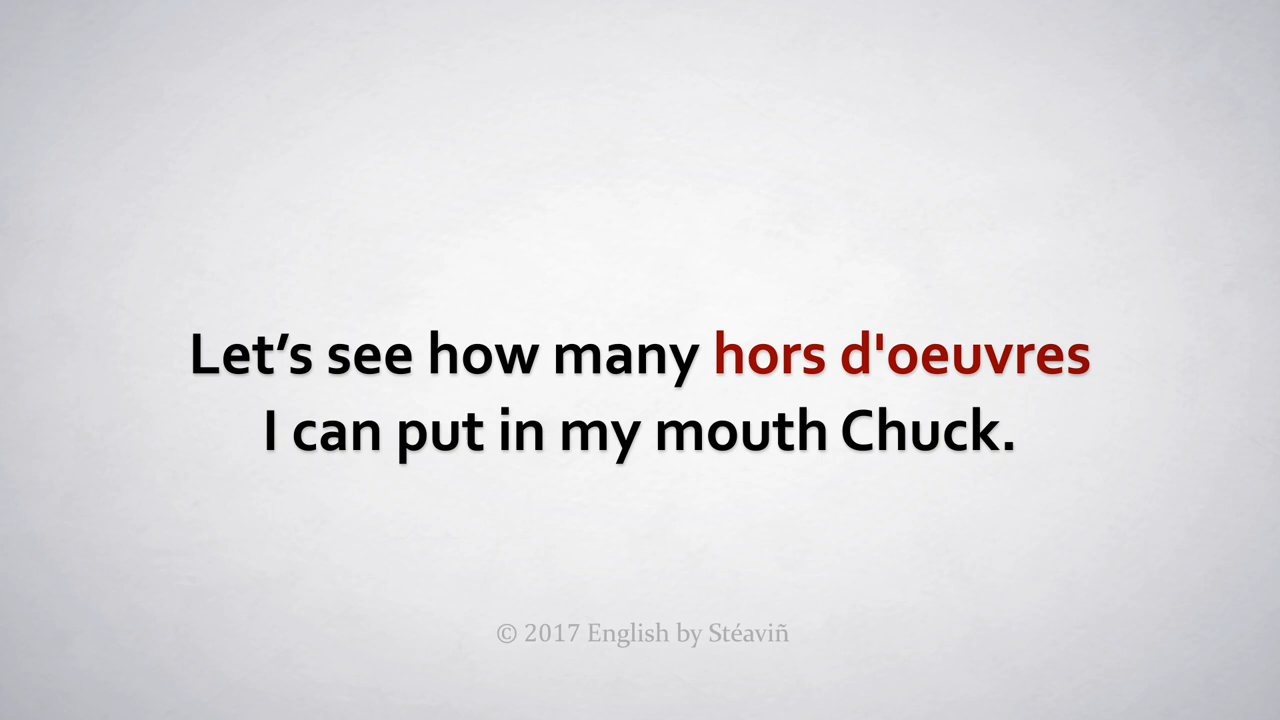 Let’s see how many hors d'oeuvres
I can put in my mouth Chuck.
© 2017 English by Stéaviñ